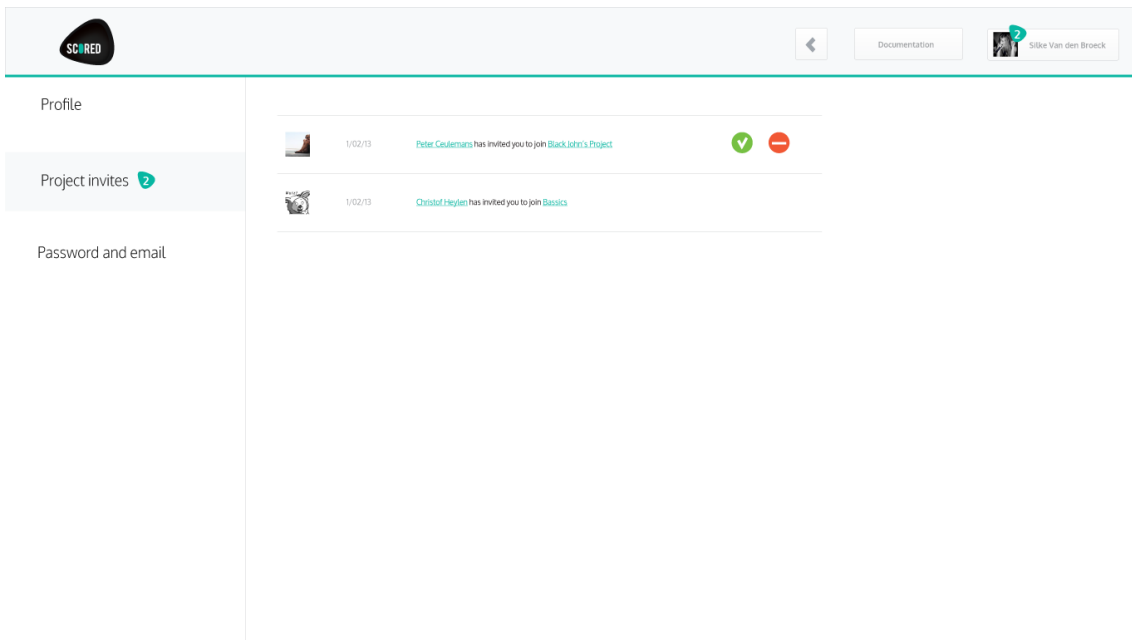 SCORED
Documentation
2
Silke Van den Broeck
Profile
Project invites 2
Password and email
1/02/13 Peter Ceulemans has invited you to join Black John's Project
1/02/13 Christof Heylen has invited you to join Bassics